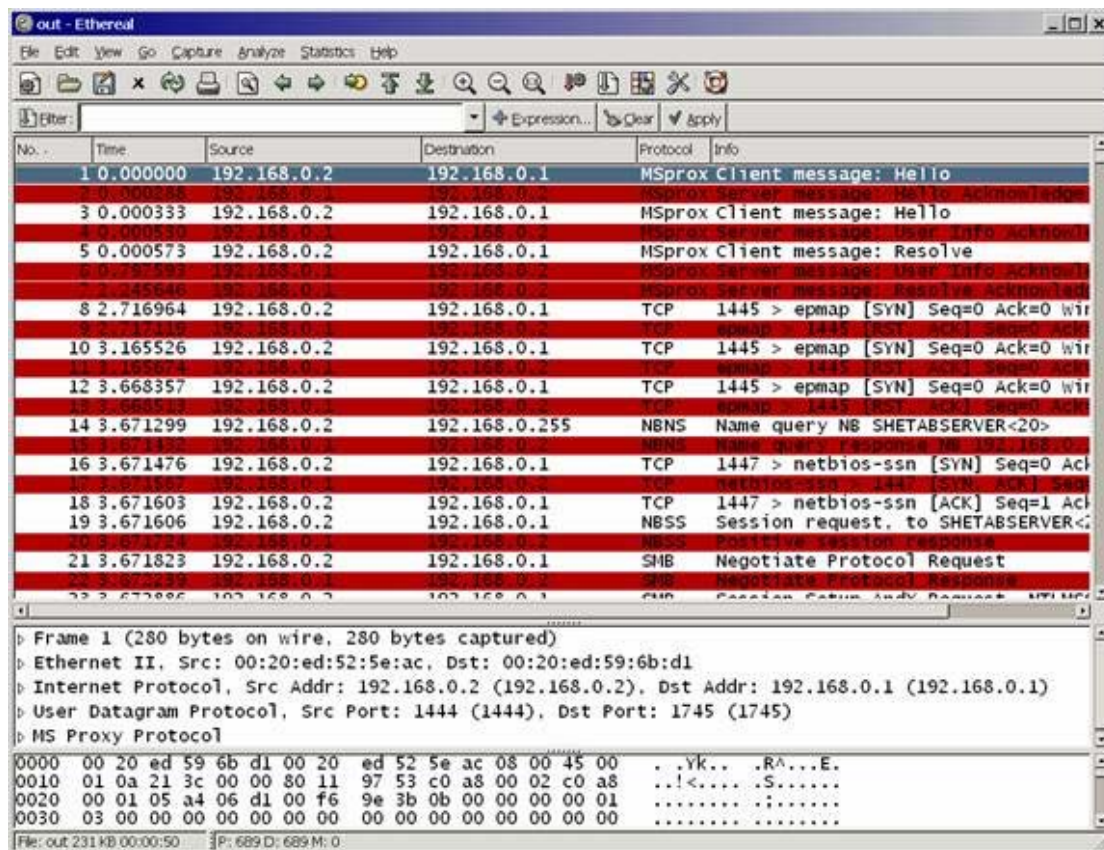 out - Ethereal
File Edit View Go Capture Analyze Statistics Help
Filter: Expression... Clear Apply
No. . Time Source Destination Protocol Info
1 0.000000 192.168.0.2 192.168.0.1 MSprox Client message: Hello
2 0.000288 192.168.0.1 192.168.0.2 MSprox Server message: Hello Acknowledge
3 0.000333 192.168.0.2 192.168.0.1 MSprox Client message: Hello
4 0.000530 192.168.0.1 192.168.0.2 MSprox Server message: User Info Acknowl
5 0.000573 192.168.0.2 192.168.0.1 MSprox Client message: Resolve
6 0.797593 192.168.0.1 192.168.0.2 MSprox Server message: User Info Acknowl
7 2.245646 192.168.0.1 192.168.0.2 MSprox Server message: Resolve Acknowled
8 2.716964 192.168.0.2 192.168.0.1 TCP 1445 > epmap [SYN] Seq=0 Ack=0 Win
9 2.717119 192.168.0.1 192.168.0.2 TCP epmap > 1445 [RST, ACK] Seq=0 Ack
10 3.165526 192.168.0.2 192.168.0.1 TCP 1445 > epmap [SYN] Seq=0 Ack=0 Win
11 3.165674 192.168.0.1 192.168.0.2 TCP epmap > 1445 [RST, ACK] Seq=0 Ack
12 3.668357 192.168.0.2 192.168.0.1 TCP 1445 > epmap [SYN] Seq=0 Ack=0 Win
13 3.668513 192.168.0.1 192.168.0.2 TCP epmap > 1445 [RST, ACK] Seq=0 Ack
14 3.671299 192.168.0.2 192.168.0.255 NBNS Name query NB SHETABSERVER<20>
15 192.168.0.1 192.168.0.2 NBNS Name query response NB 192.168.0.
16 3.671476 192.168.0.2 192.168.0.1 TCP 1447 > netbios-ssn [SYN] Seq=0 Ack
17 192.168.0.1 192.168.0.2 TCP netbios-ssn > 1447 [SYN, ACK] Seq
18 3.671603 192.168.0.2 192.168.0.1 TCP 1447 > netbios-ssn [ACK] Seq=1 Ack
19 3.671606 192.168.0.2 192.168.0.1 NBSS Session request, to SHETABSERVER<2
20 3.671724 192.168.0.1 192.168.0.2 NBSS Positive session response
21 3.671823 192.168.0.2 192.168.0.1 SMB Negotiate Protocol Request
22 192.168.0.1 192.168.0.2 SMB Negotiate Protocol Response
23 3.672886 192.168.0.2 192.168.0.1 SMB Session Setup AndX Request, NTLMSS
Frame 1 (280 bytes on wire, 280 bytes captured)
Ethernet II, Src: 00:20:ed:52:5e:ac, Dst: 00:20:ed:59:6b:d1
Internet Protocol, Src Addr: 192.168.0.2 (192.168.0.2), Dst Addr: 192.168.0.1 (192.168.0.1)
User Datagram Protocol, Src Port: 1444 (1444), Dst Port: 1745 (1745)
MS Proxy Protocol
0000 00 20 ed 59 6b d1 00 20 ed 52 5e ac 08 00 45 00 . .Yk.. .R^...E.
0010 01 0a 21 3c 00 00 80 11 97 53 c0 a8 00 02 c0 a8 ..!<.... .S......
0020 00 01 05 a4 06 d1 00 f6 9e 3b 0b 00 00 00 00 01 ........ .;......
0030 03 00 00 00 00 00 00 00 00 00 00 00 00 00 00 00 ........ ........
File: out 231 KB 00:00:50 P: 689 D: 689 M: 0